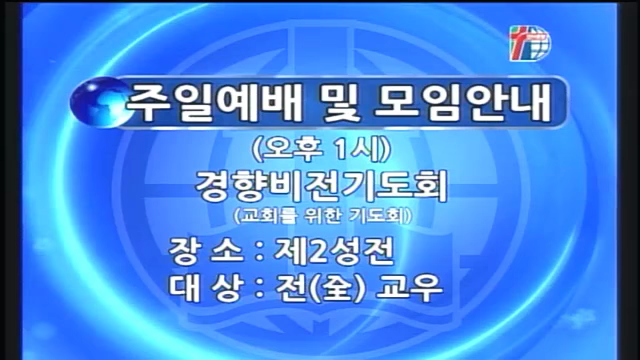 주일예배 및 모임안내
(오후 1시)
경향비전기도회
(교회를 위한 기도회)
장 소 : 제2성전
대 상 : 전(全) 교우